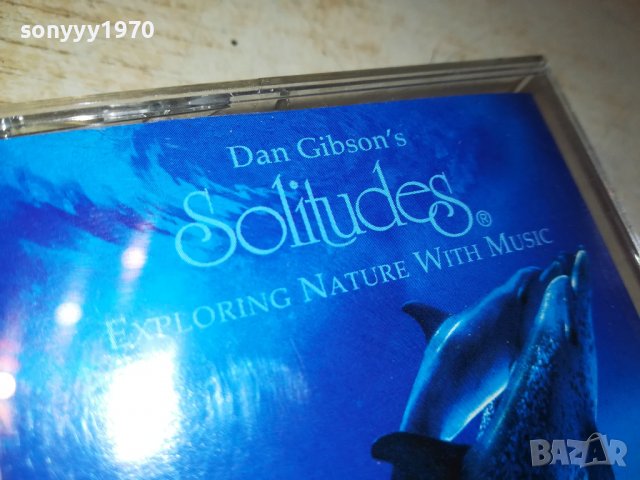 sonyyy1970
Dan Gibson's
Solitudes®
EXPLORING NATURE WITH MUSIC
BAZAR